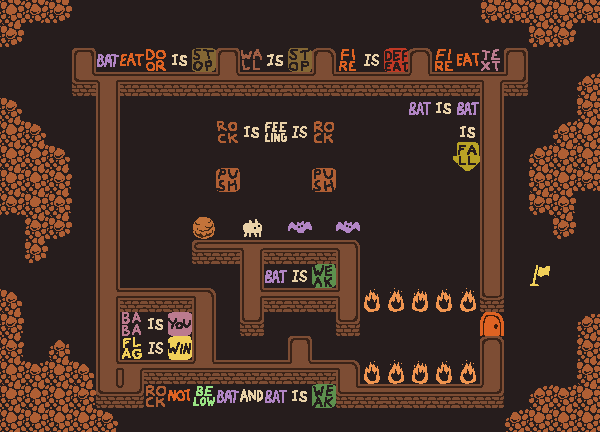 BAT EAT DOOR IS STOP WALL IS STOP FIRE IS DEFEAT FIRE EAT TEXT
BAT IS BAT
ROCK IS FEELING IS ROCK IS
FALL
PUSH PUSH
BAT IS WEAK
BABA IS YOU
FLAG IS WIN
ROCK NOT BELOW BAT AND BAT IS WEAK